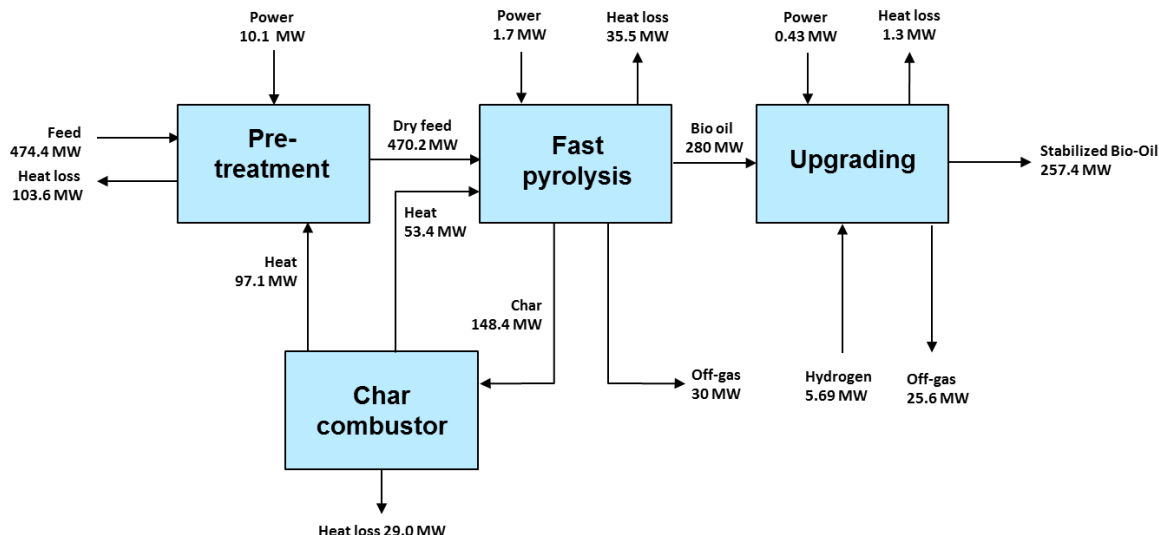 Power
10.1 MW
Power
1.7 MW
Heat loss
35.5 MW
Power
0.43 MW
Heat loss
1.3 MW
Feed
474.4 MW
Heat loss
103.6 MW
Pre-
treatment
Dry feed
470.2 MW
Fast
pyrolysis
Bio oil
280 MW
Upgrading
Stabilized Bio-Oil
257.4 MW
Heat
53.4 MW
Heat
97.1 MW
Char
148.4 MW
Char
combustor
Off-gas
30 MW
Hydrogen
5.69 MW
Off-gas
25.6 MW
Heat loss 29.0 MW